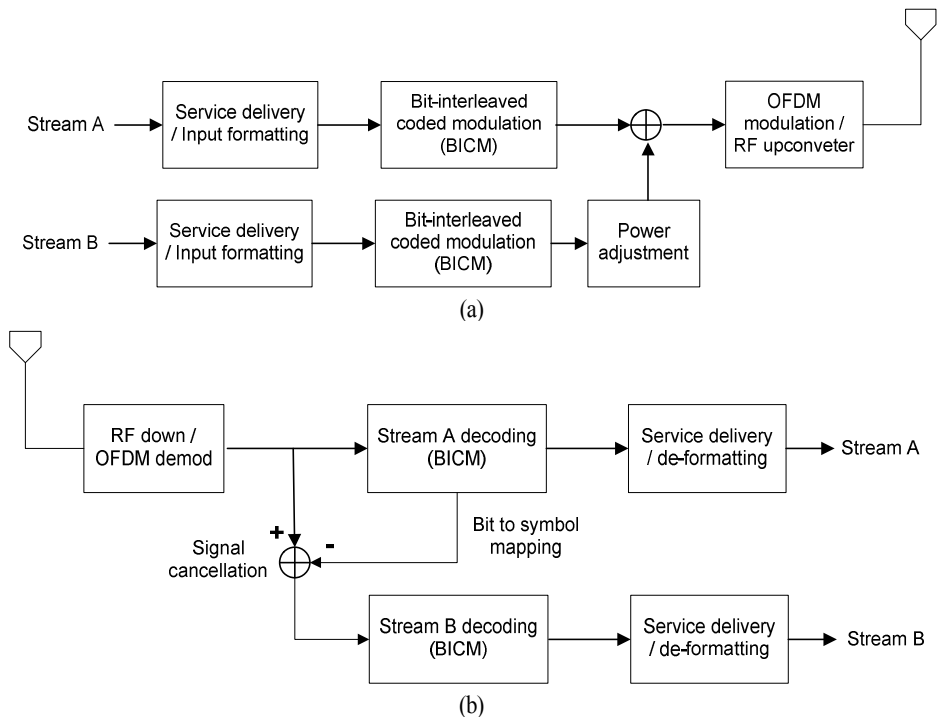 Stream A
Service delivery
/ Input formatting
Bit-interleaved
coded modulation
(BICM)
OFDM
modulation /
RF upconveter
Stream B
Service delivery
/ Input formatting
Bit-interleaved
coded modulation
(BICM)
Power
adjustment
(a)
RF down /
OFDM demod
Stream A decoding
(BICM)
Service delivery
/ de-formatting
Stream A
+
-
Signal
cancellation
Bit to symbol
mapping
Stream B decoding
(BICM)
Service delivery
/ de-formatting
Stream B
(b)